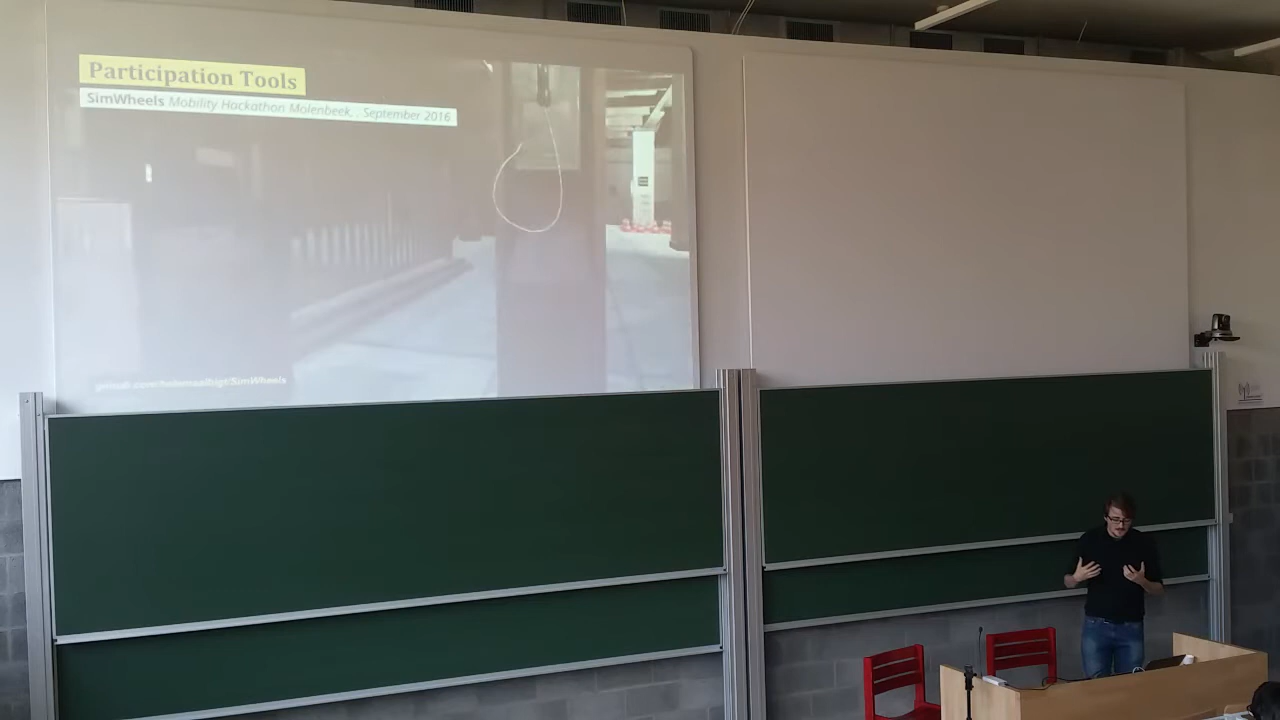 Participation Tools
SimWheels Mobility Hackathon Molenbeek, . September 2016